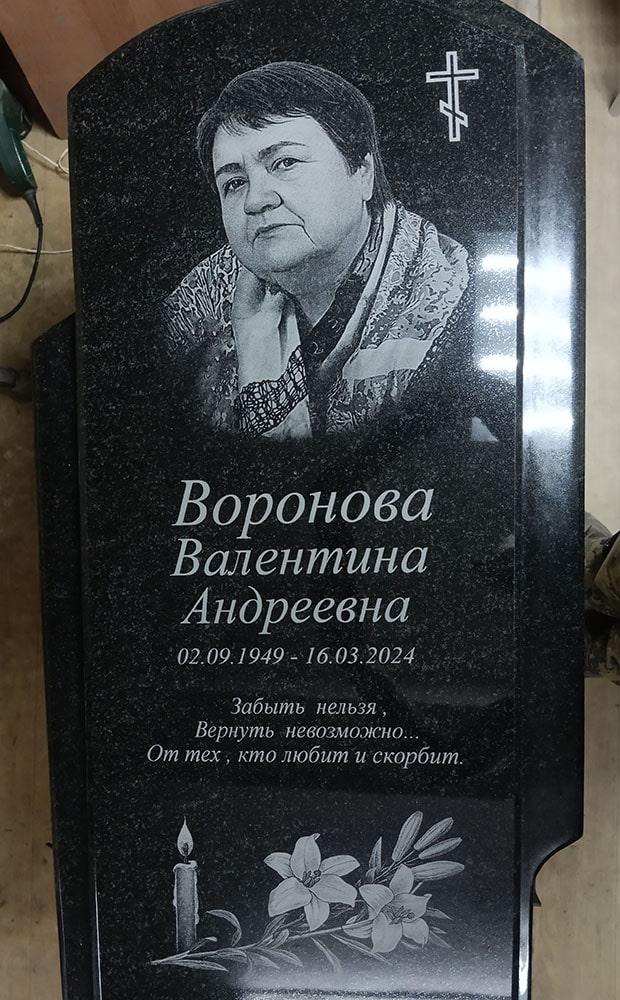 Воронова
Валентина
Андреевна
02.09.1949 - 16.03.2024
Забыть нельзя ,
Вернуть невозможно...
От тех , кто любит и скорбит.